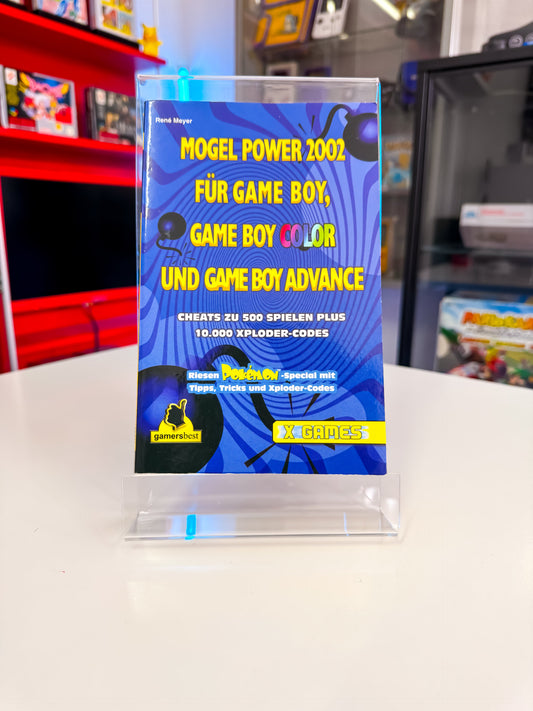 René Meyer
MOGEL POWER 2002
FÜR GAME BOY,
GAME BOY COLOR
UND GAME BOY ADVANCE
CHEATS ZU 500 SPIELEN PLUS
10.000 XPLODER-CODES
Riesen POKéMON-Special mit
Tipps, Tricks und Xploder-Codes
gamersbest
X GAMES